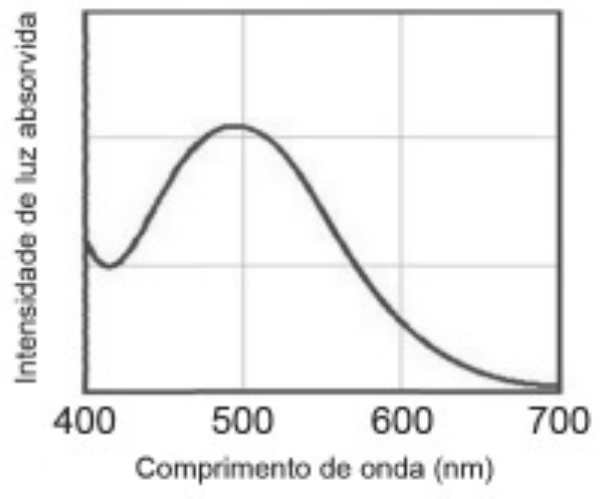 Intensidade de luz absorvida
400 500 600 700
Comprimento de onda (nm)